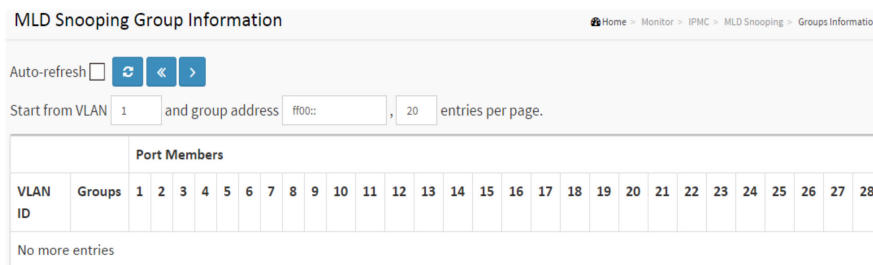 MLD Snooping Group Information
Home > Monitor > IPMC > MLD Snooping > Groups Informatio
Auto-refresh
Start from VLAN 1 and group address ff00:: , 20 entries per page.
Port Members
VLAN ID Groups 1 2 3 4 5 6 7 8 9 10 11 12 13 14 15 16 17 18 19 20 21 22 23 24 25 26 27 28
No more entries